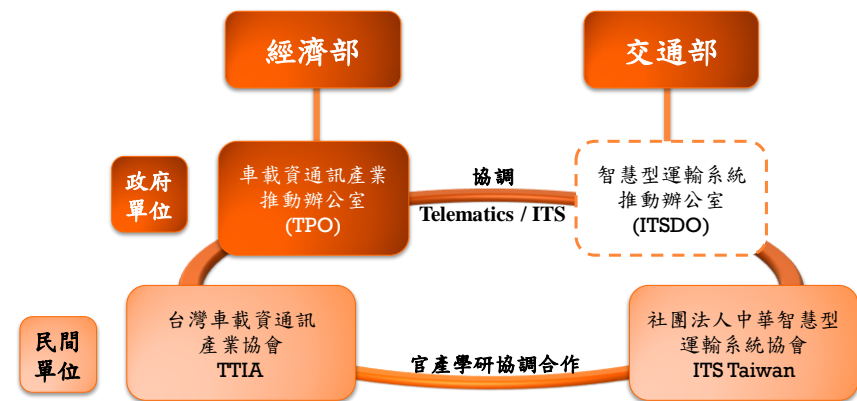 經濟部
交通部
政府
單位
車載資通訊產業
推動辦公室
(TPO)
協調
Telematics / ITS
智慧型運輸系統
推動辦公室
(ITSDO)
民間
單位
台灣車載資通訊
產業協會
TTIA
官產學研協調合作
社團法人中華智慧型
運輸系統協會
ITS Taiwan